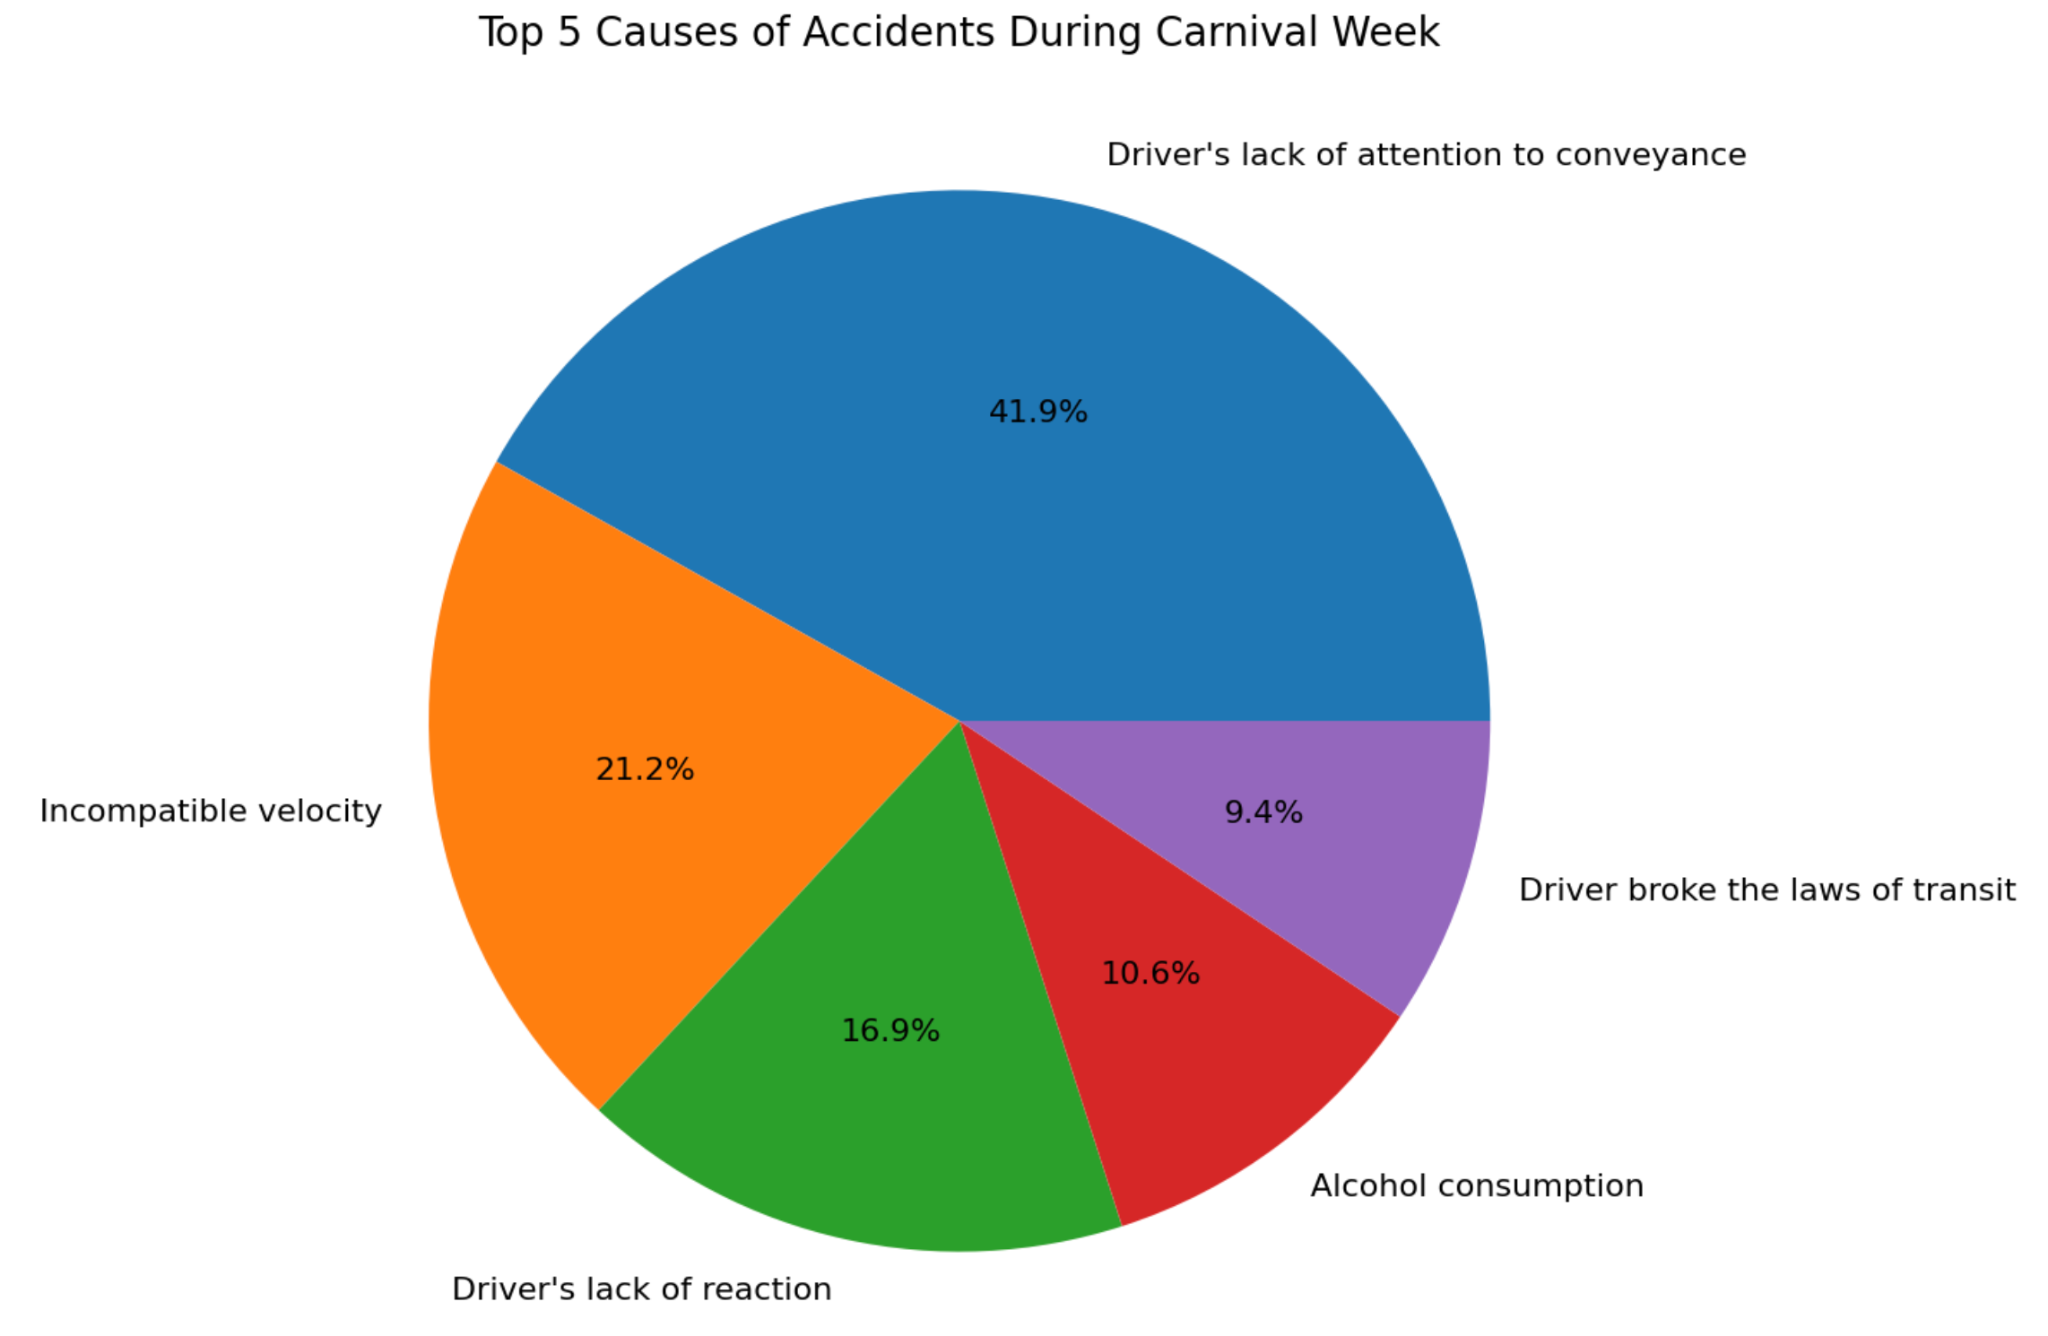 Top 5 Causes of Accidents During Carnival Week
Driver's lack of attention to conveyance
41.9%
21.2%
Incompatible velocity
9.4%
Driver broke the laws of transit
10.6%
16.9%
Alcohol consumption
Driver's lack of reaction